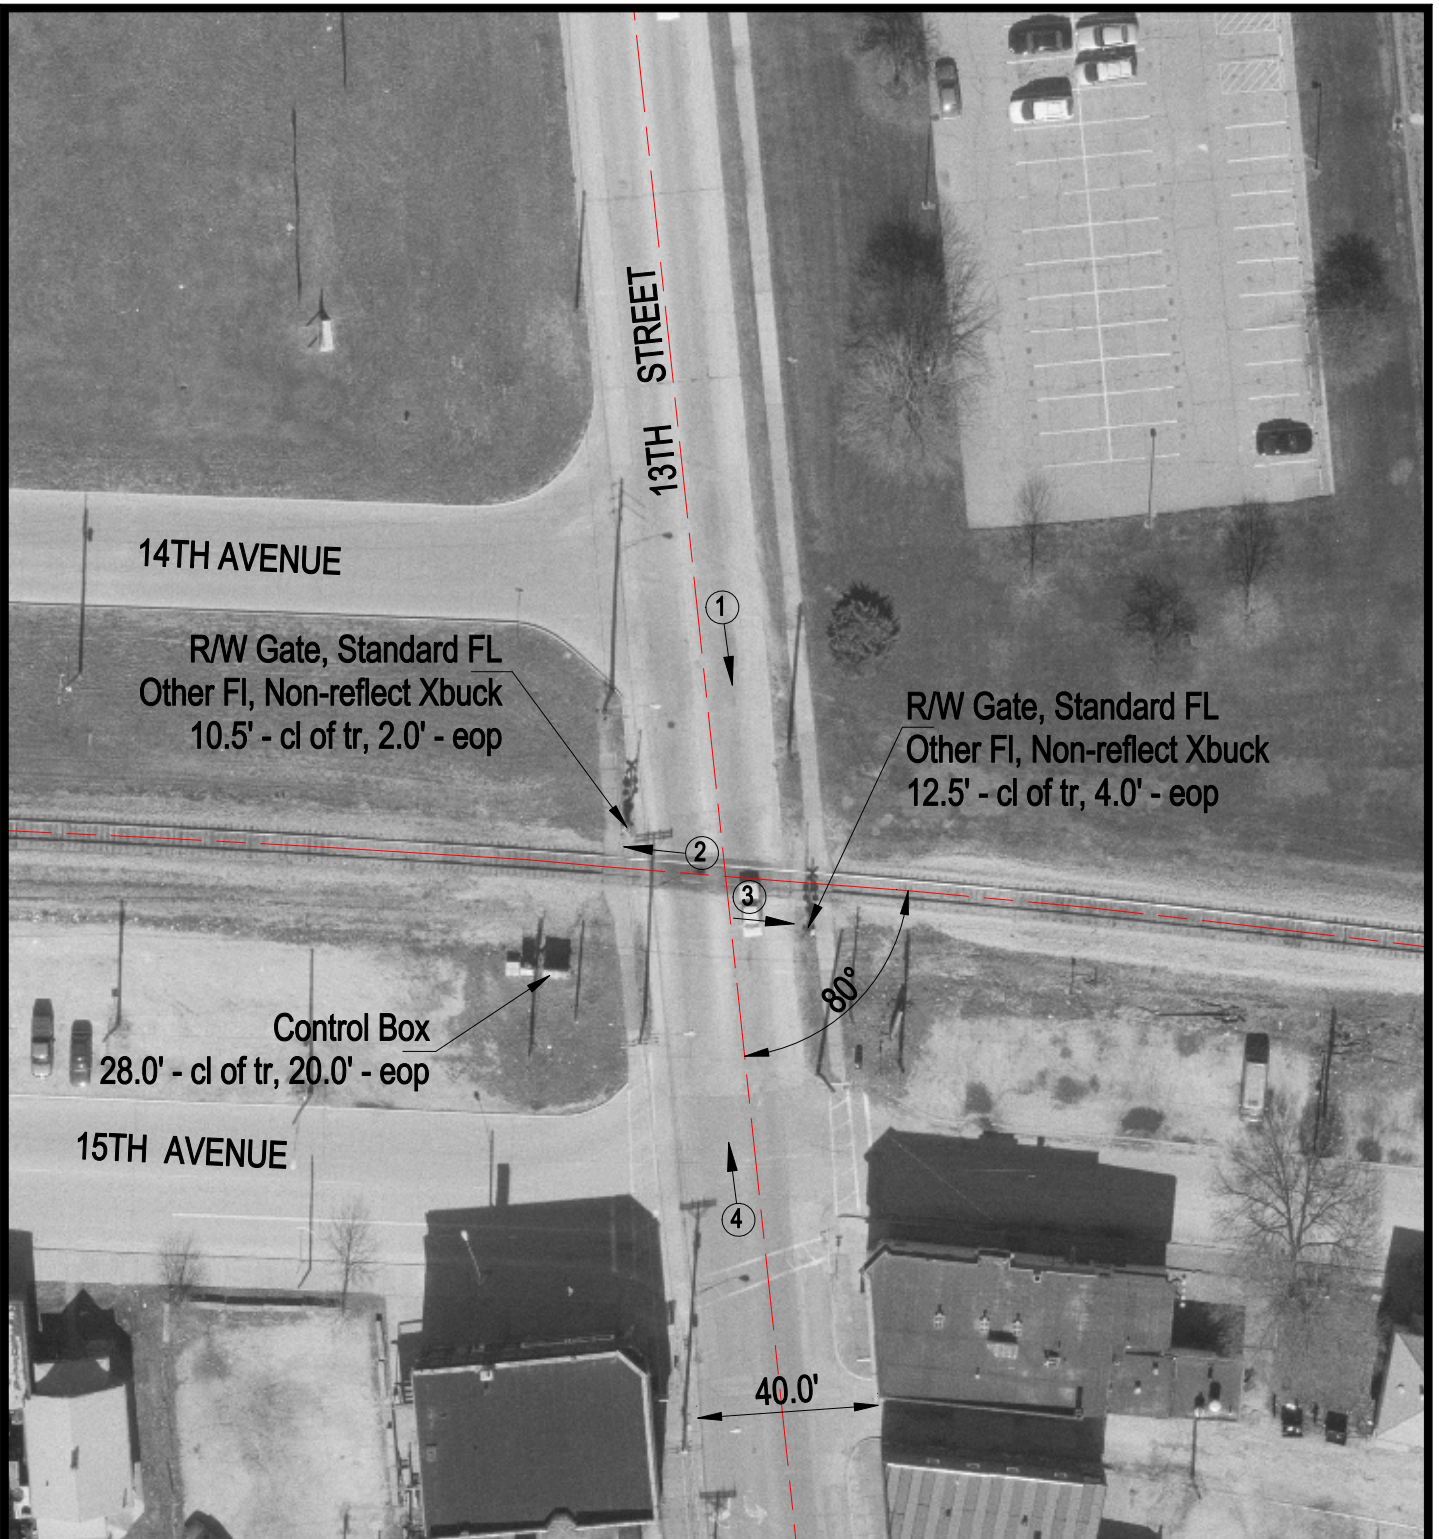 13TH STREET
14TH AVENUE
1
R/W Gate, Standard FL
Other Fl, Non-reflect Xbuck
10.5' - cl of tr, 2.0' - eop
R/W Gate, Standard FL
Other Fl, Non-reflect Xbuck
12.5' - cl of tr, 4.0' - eop
2
3
80°
Control Box
28.0' - cl of tr, 20.0' - eop
15TH AVENUE
4
40.0'